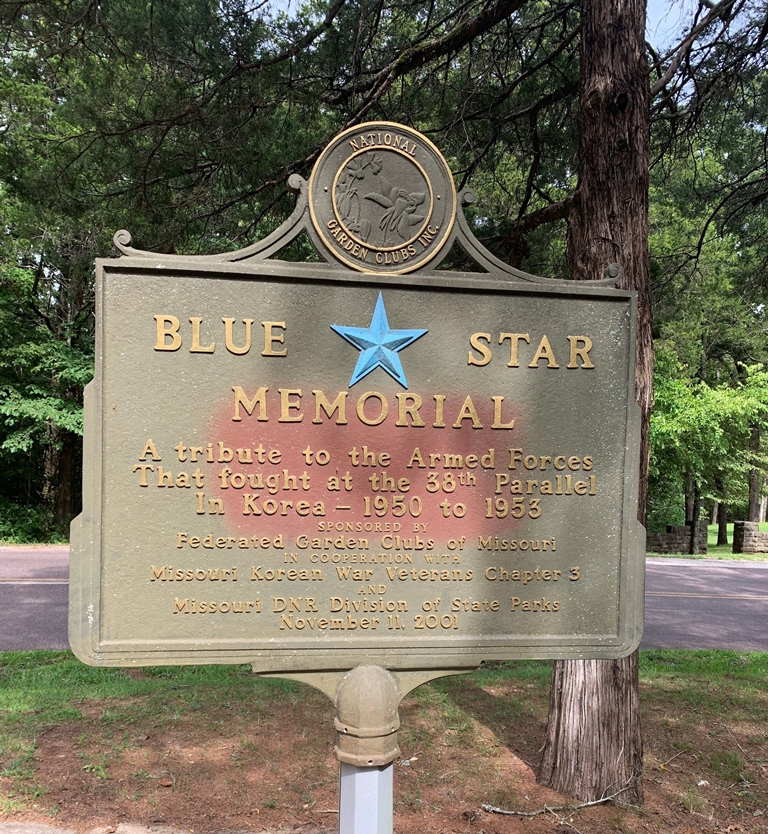 NATIONAL
GARDEN CLUBS INC.
BLUE STAR
MEMORIAL
A tribute to the Armed Forces
That fought at the 38th Parallel
In Korea – 1950 to 1953
SPONSORED BY
Federated Garden Clubs of Missouri
IN COOPERATION WITH
Missouri Korean War Veterans Chapter 3
AND
Missouri DNR Division of State Parks
November 11, 2001